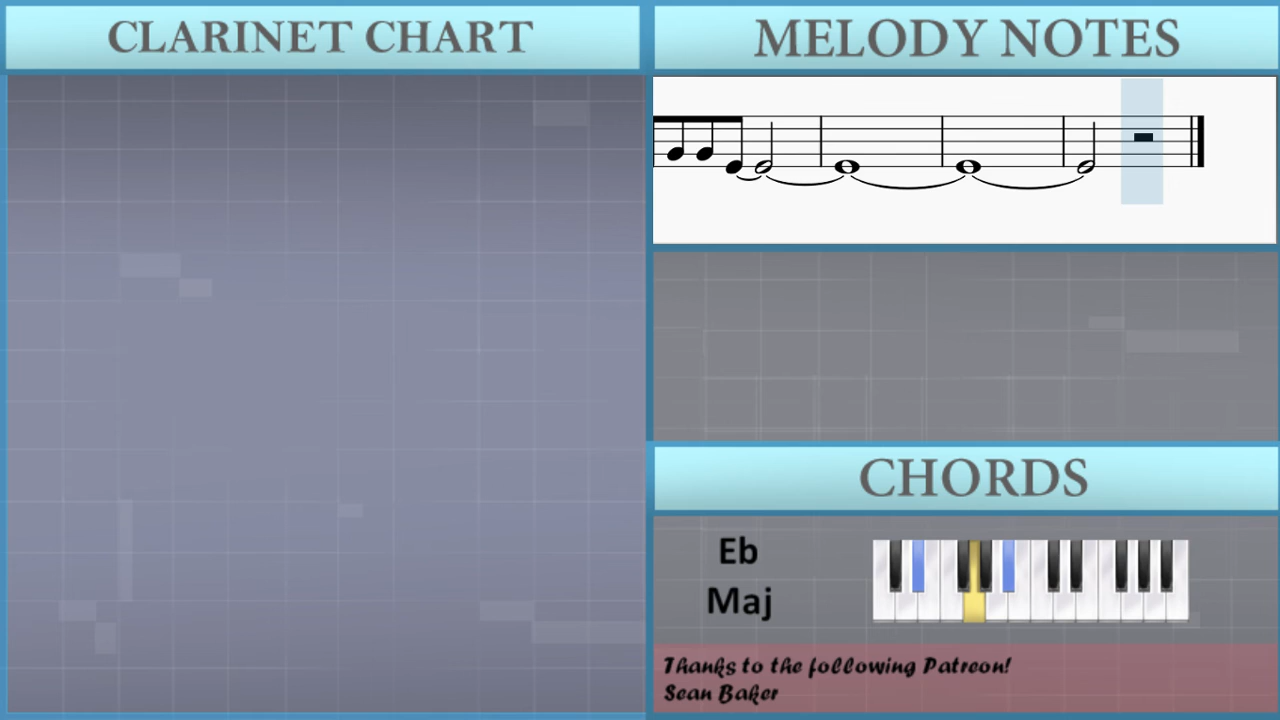 CLARINET CHART
MELODY NOTES
CHORDS
Eb
Maj
Thanks to the following Patreon!
Sean Baker